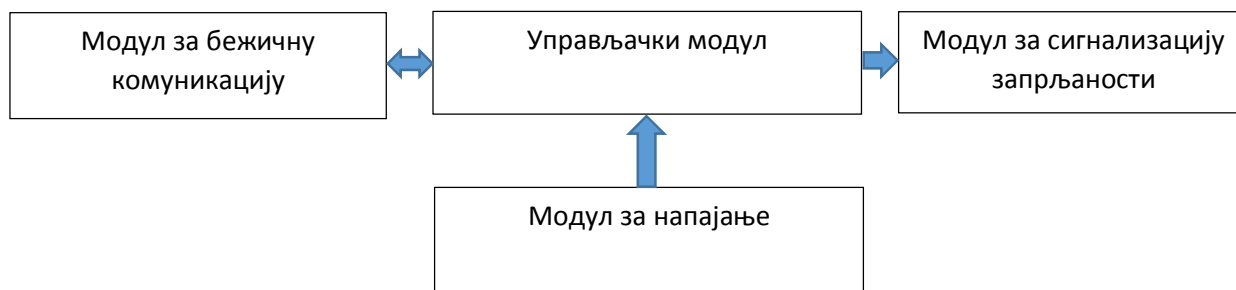 Модул за бежичну
комуникацију
Управљачки модул
Модул за сигнализацију
запрљаности
Модул за напајање